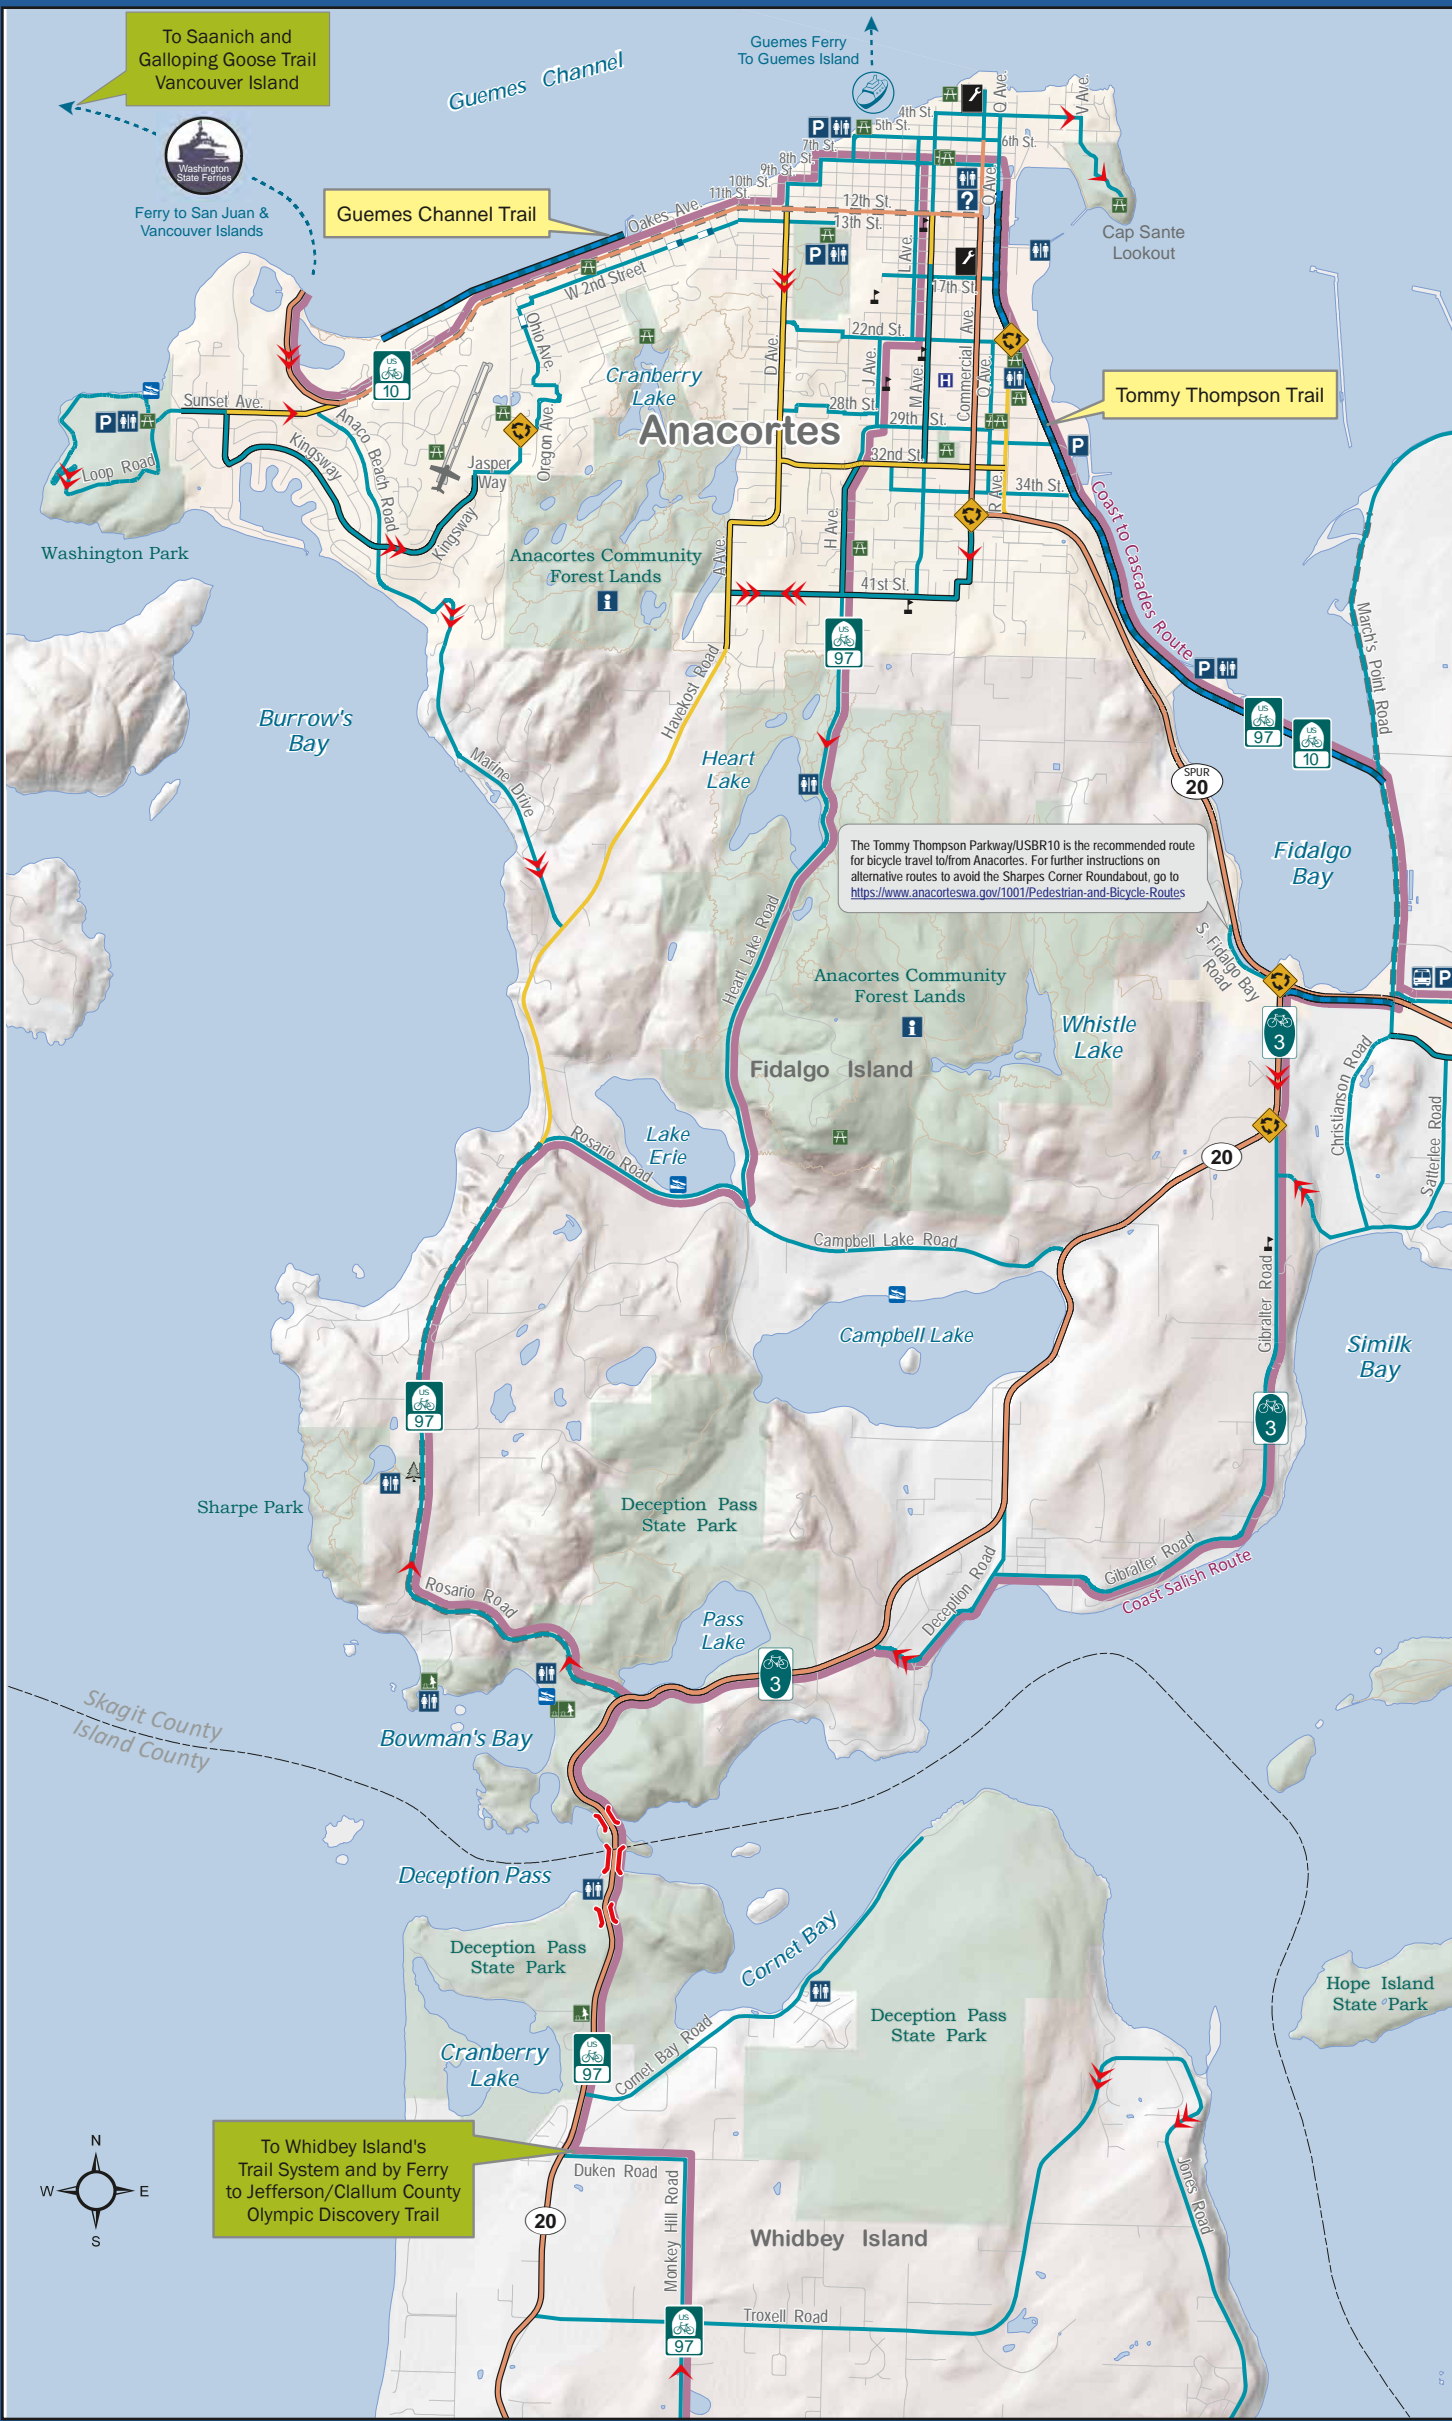 To Saanich and
Galloping Goose Trail
Vancouver Island
Guemes Channel
Guemes Ferry
To Guemes Island
Washington
State Ferries
Ferry to San Juan &
Vancouver Islands
Guemes Channel Trail
4th St.
5th St.
6th St.
7th St.
8th St.
9th St.
10th St.
11th St.
Q Ave.
V Ave.
P
?
Oakes Ave.
12th St.
13th St.
Q Ave.
Cap Sante
Lookout
P
L Ave.
17th St.
W 2nd Street
Ohio Ave.
22nd St.
D Ave.
J Ave.
M Ave.
Commercial Ave.
Q Ave.
H
Cranberry
Lake
US
10
Tommy Thompson Trail
Sunset Ave.
P
Loop Road
Kingsway
Anaco Beach Road
Jasper
Way
Oregon Ave.
Kingsway
28th St.
29th St.
Anacortes
32nd St.
34th St.
R Ave.
P
Coast to Cascades Route
Washington Park
Anacortes Community
Forest Lands
i
A Ave.
H Ave.
41st St.
US
97
March's Point Road
P
Burrow's
Bay
Havekost Road
Marine Drive
Heart
Lake
US
97
US
10
SPUR
20
The Tommy Thompson Parkway/USBR10 is the recommended route
for bicycle travel to/from Anacortes. For further instructions on
alternative routes to avoid the Sharpes Corner Roundabout, go to
https://www.anacorteswa.gov/1001/Pedestrian-and-Bicycle-Routes
Fidalgo
Bay
S. Fidalgo Bay
Road
P
Heart Lake Road
Anacortes Community
Forest Lands
i
Whistle
Lake
3
Fidalgo Island
Christianson Road
Satterlee Road
Lake
Erie
Rosario Road
20
Campbell Lake Road
Campbell Lake
Gibralter Road
Similk
Bay
US
97
3
Sharpe Park
Deception Pass
State Park
Rosario Road
Deception Road
Gibralter Road
Coast Salish Route
Pass
Lake
3
Skagit County
Island County
Bowman's Bay
Deception Pass
Deception Pass
State Park
Cornet Bay
Deception Pass
State Park
Hope Island
State Park
Cranberry
Lake
US
97
Cornet Bay Road
To Whidbey Island's
Trail System and by Ferry
to Jefferson/Clallum County
Olympic Discovery Trail
N
W
E
S
Duken Road
Monkey Hill Road
20
Whidbey Island
Jones Road
Troxell Road
US
97